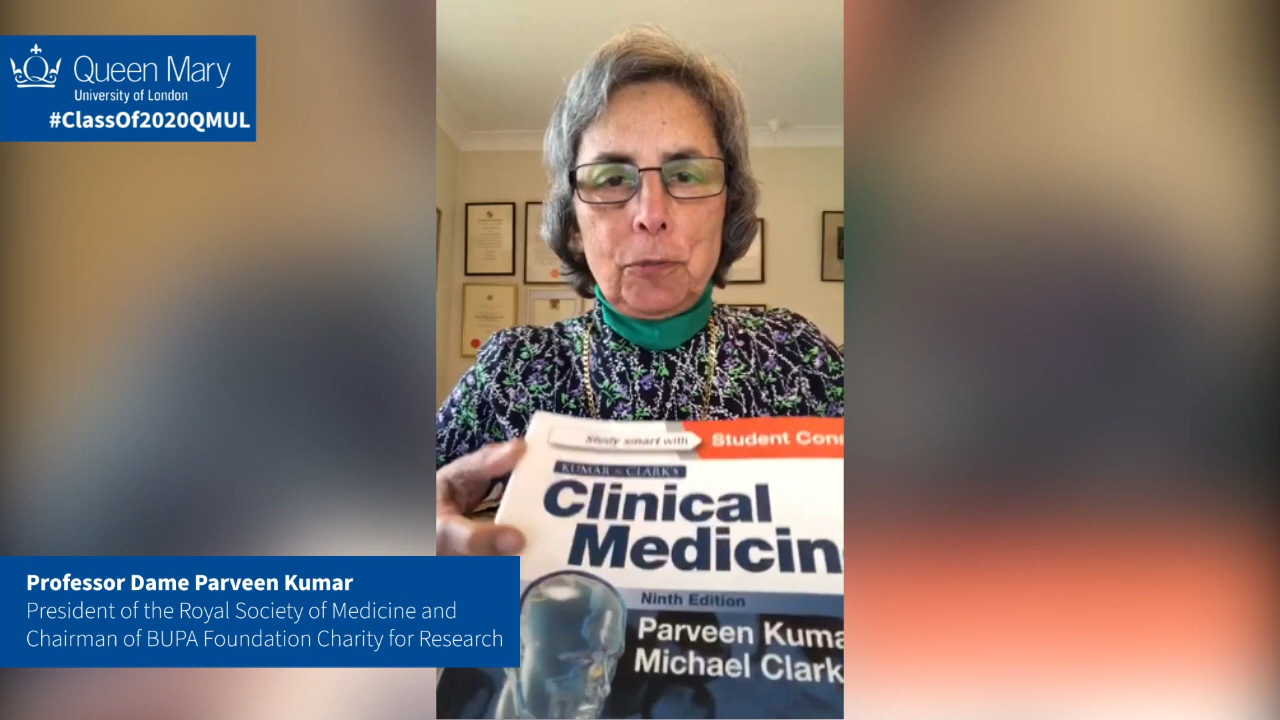 Queen Mary
University of London
#ClassOf2020QMUL
Study smart with
Student Con
KUMAR & CLARK'S
Clinical
Medicin
Ninth Edition
Parveen Kuma
Michael Clark
Professor Dame Parveen Kumar
President of the Royal Society of Medicine and
Chairman of BUPA Foundation Charity for Research